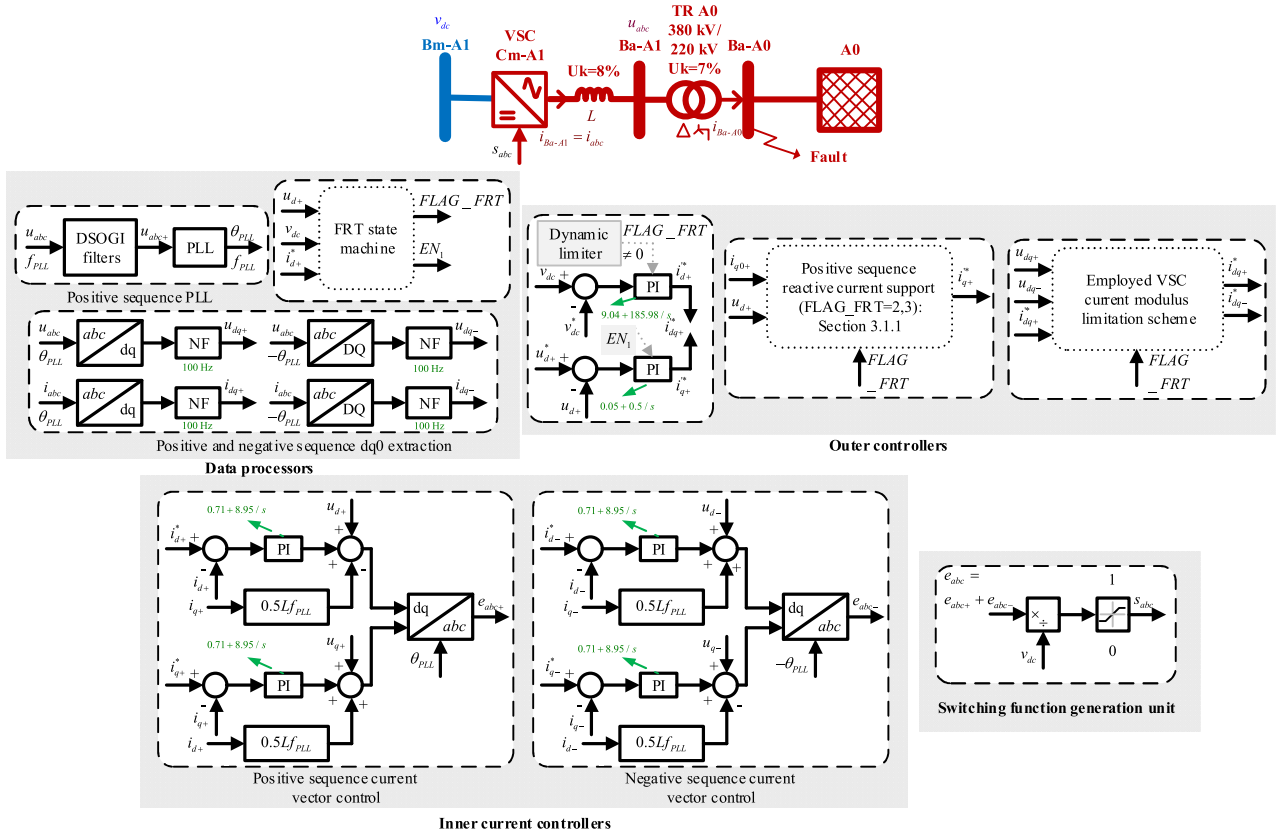 v_dc
Bm-A1
VSC
Cm-A1
Uk=8%
L
i_Ba-A1 = i_abc
s_abc
u_abc
Ba-A1
TR A0
380 kV/
220 kV
Uk=7%
Ba-A0
i_Ba-A0
A0
Fault
u_abc
f_PLL
DSOGI
filters
u_abc+
PLL
θ_PLL
f_PLL
Positive sequence PLL
u_d+
v_dc
i*_d+
FRT state
machine
FLAG_FRT
EN_1
u_abc
θ_PLL
abc
dq
NF
100 Hz
u_dq+
u_abc
−θ_PLL
abc
DQ
NF
100 Hz
u_dq−
i_abc
θ_PLL
abc
dq
NF
100 Hz
i_dq+
i_abc
−θ_PLL
abc
DQ
NF
100 Hz
i_dq−
Positive and negative sequence dq0 extraction
Data processors
Dynamic
limiter
FLAG_FRT
≠ 0
v_dc
+
-
v*_dc
PI
9.04+185.98/s
i'*_d+
i'*_dq+
EN_1
u*_d+
+
-
u_d+
PI
0.05+0.5/s
i'*_q+
i_q0+
u_d+
Positive sequence
reactive current support
(FLAG_FRT=2,3):
Section 3.1.1
i'*_q+
FLAG
_FRT
u_dq+
u_dq−
i'*_dq+
Employed VSC
current modulus
limitation scheme
i*_dq+
i*_dq−
FLAG
_FRT
Outer controllers
0.71+8.95/s
i*_d+
+
-
i_d+
PI
u_d+
+
+
-
i_q+
0.5Lf_PLL
0.71+8.95/s
i*_q+
+
-
i_q+
PI
u_q+
+
+
+
i_d+
0.5Lf_PLL
dq
abc
e_abc+
θ_PLL
Positive sequence current
vector control
0.71+8.95/s
i*_d−
+
-
i_d−
PI
u_d−
+
+
+
i_q−
0.5Lf_PLL
0.71+8.95/s
i*_q−
+
-
i_q−
PI
u_q−
+
+
-
i_d−
0.5Lf_PLL
dq
abc
e_abc−
−θ_PLL
Negative sequence current
vector control
Inner current controllers
e_abc =
e_abc+ + e_abc−
×
÷
v_dc
1
0
s_abc
Switching function generation unit